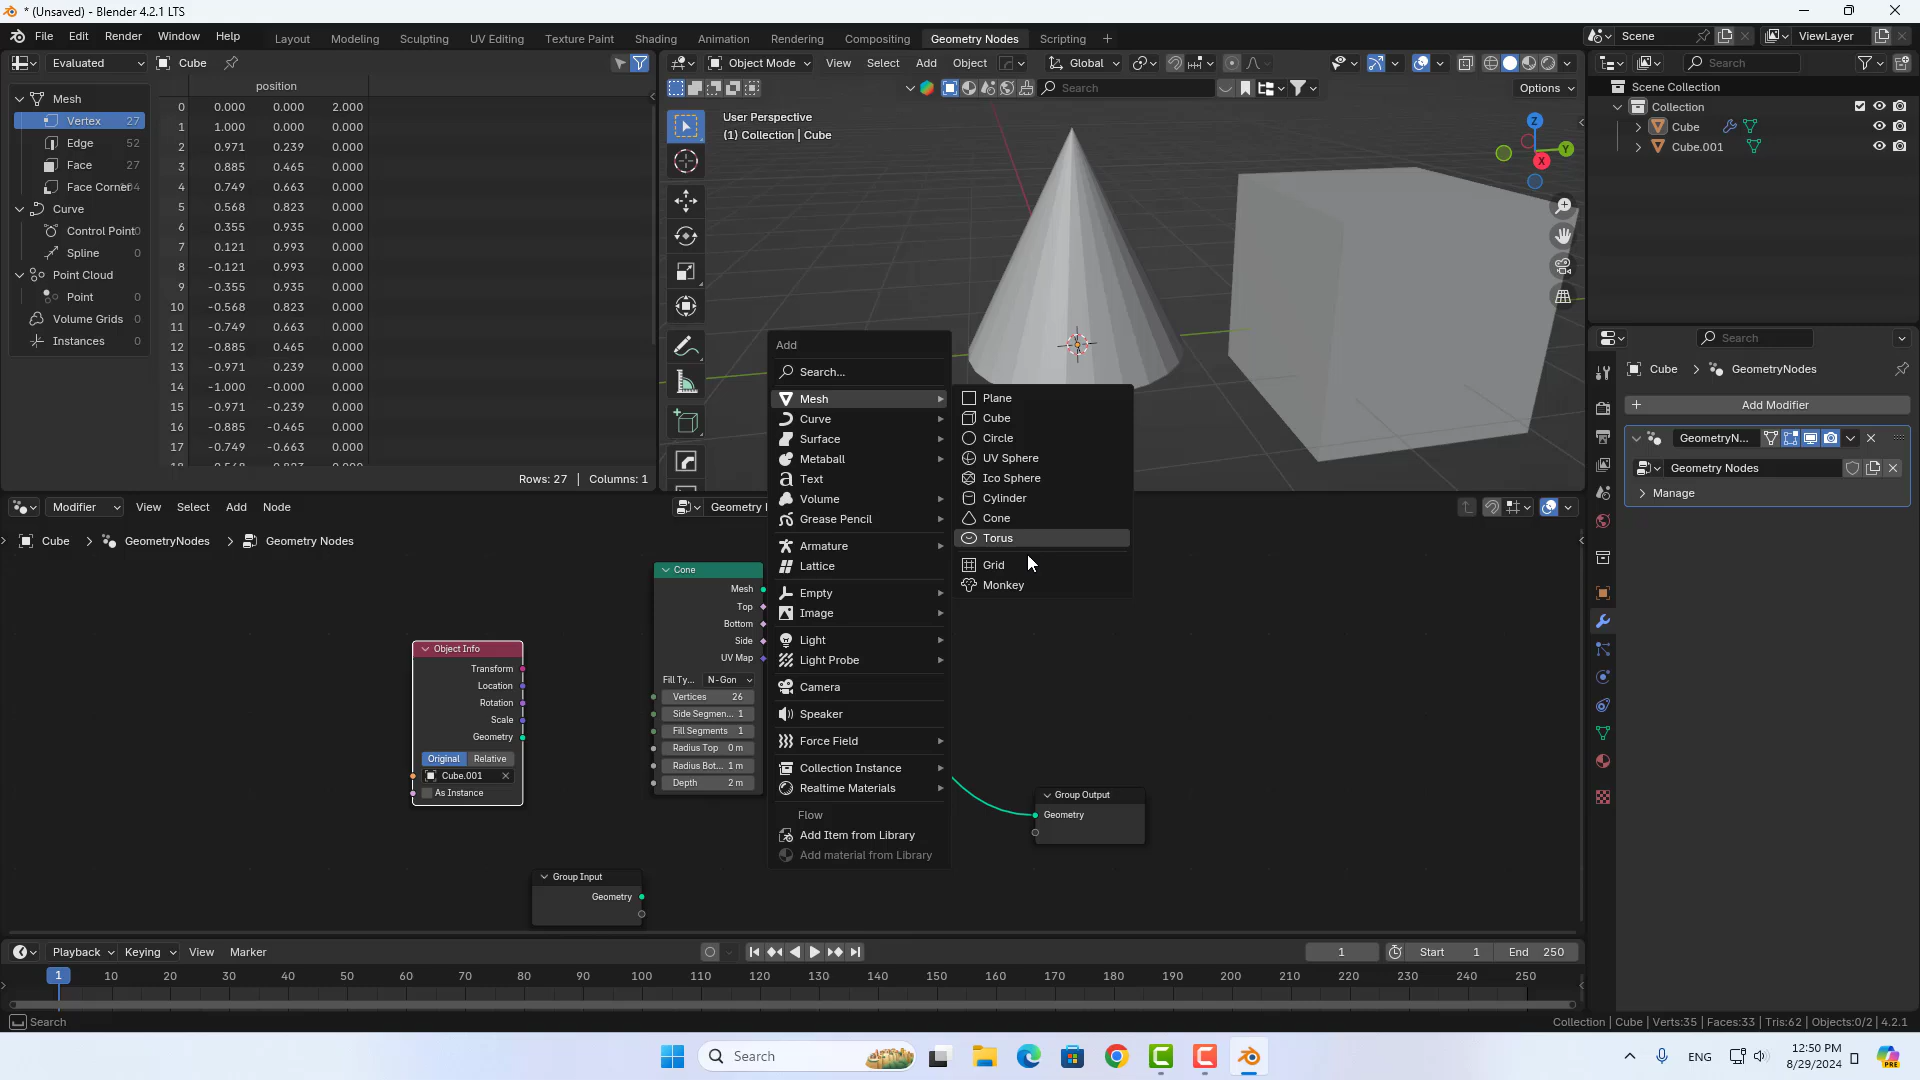 * (Unsaved) - Blender 4.2.1 LTS
File Edit Render Window Help
Layout Modeling Sculpting UV Editing Texture Paint Shading Animation Rendering Compositing Geometry Nodes Scripting
Scene ViewLayer
Evaluated Cube
Object Mode View Select Add Object Global
Search
Search Options
User Perspective
(1) Collection | Cube
Scene Collection
Collection
Cube
Cube.001
Mesh
Vertex 27
Edge 52
Face 27
Curve
Spline 0
Point Cloud
Point 0
Volume Grids 0
Instances 0
position
0 0.000 0.000 2.000
1 1.000 0.000 0.000
2 0.971 0.239 0.000
3 0.885 0.465 0.000
4 0.749 0.663 0.000
5 0.568 0.823 0.000
6 0.355 0.935 0.000
7 0.121 0.993 0.000
8 -0.121 0.993 0.000
9 -0.355 0.935 0.000
10 -0.568 0.823 0.000
11 -0.749 0.663 0.000
12 -0.885 0.465 0.000
13 -0.971 0.239 0.000
14 -1.000 -0.000 0.000
15 -0.971 -0.239 0.000
16 -0.885 -0.465 0.000
17 -0.749 -0.663 0.000
Rows: 27 | Columns: 1
X
Y
Z
Search
Cube GeometryNodes
Add Modifier
GeometryN...
Geometry Nodes
Manage
Modifier View Select Add Node
Cube GeometryNodes Geometry Nodes
Object Info
Transform
Location
Rotation
Scale
Geometry
Original Relative
Cube.001
As Instance
Cone
Mesh
Top
Bottom
Side
UV Map
Fill Ty... N-Gon
Vertices 26
Side Segmen... 1
Fill Segments 1
Radius Top 0 m
Radius Bot... 1 m
Depth 2 m
Group Input
Geometry
Group Output
Geometry
Add
Search...
Mesh
Curve
Surface
Metaball
Text
Volume
Grease Pencil
Armature
Lattice
Empty
Image
Light
Light Probe
Camera
Speaker
Force Field
Collection Instance
Realtime Materials
Flow
Add Item from Library
Add material from Library
Plane
Cube
Circle
UV Sphere
Ico Sphere
Cylinder
Cone
Torus
Grid
Monkey
Playback Keying View Marker
1 Start 1 End 250
1 10 20 30 40 50 60 70 80 90 100 110 120 130 140 150 160 170 180 190 200 210 220 230 240 250
Search
Collection | Cube | Verts:35 | Faces:33 | Tris:62 | Objects:0/2 | 4.2.1
Search
ENG
12:50 PM
8/29/2024